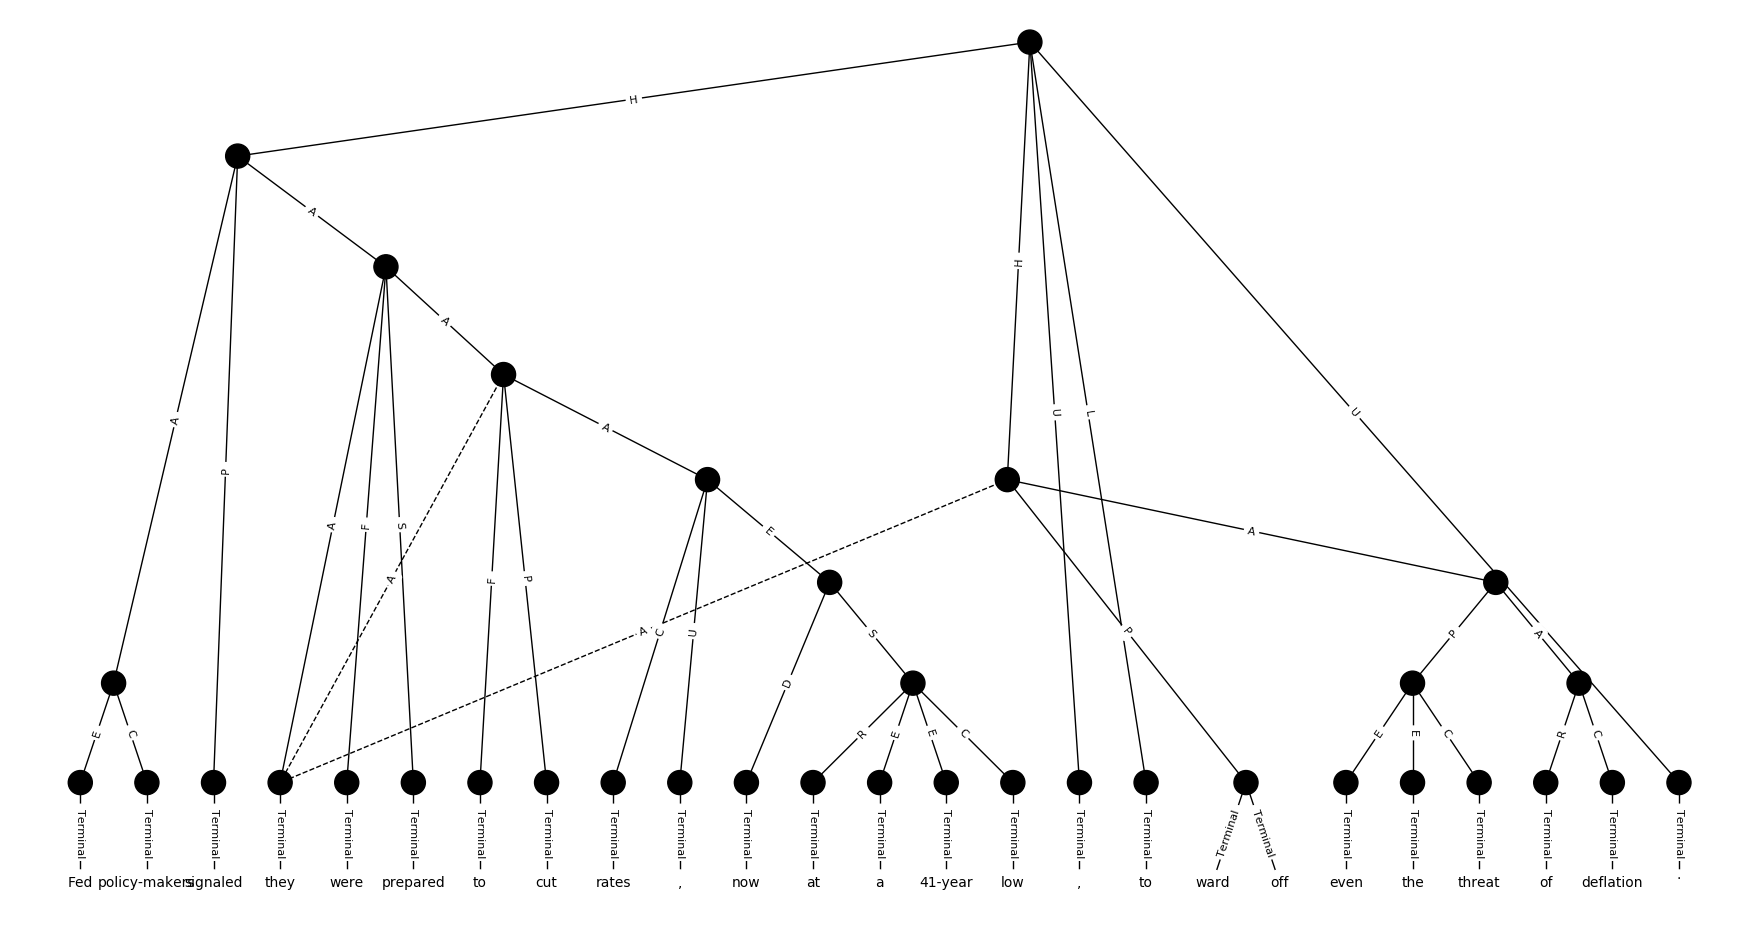 H
A
A
H
A
A
U
L
U
A
P
A
F
S
E
A
A
F
P
A
C
U
S
P
P
A
E
C
D
R
E
E
C
E
E
C
R
C
Terminal Terminal Terminal Terminal Terminal Terminal Terminal Terminal Terminal Terminal Terminal Terminal Terminal Terminal Terminal Terminal Terminal Terminal Terminal Terminal Terminal Terminal Terminal Terminal Terminal
Fed policy-makers signaled they were prepared to cut rates , now at a 41-year low , to ward off even the threat of deflation .